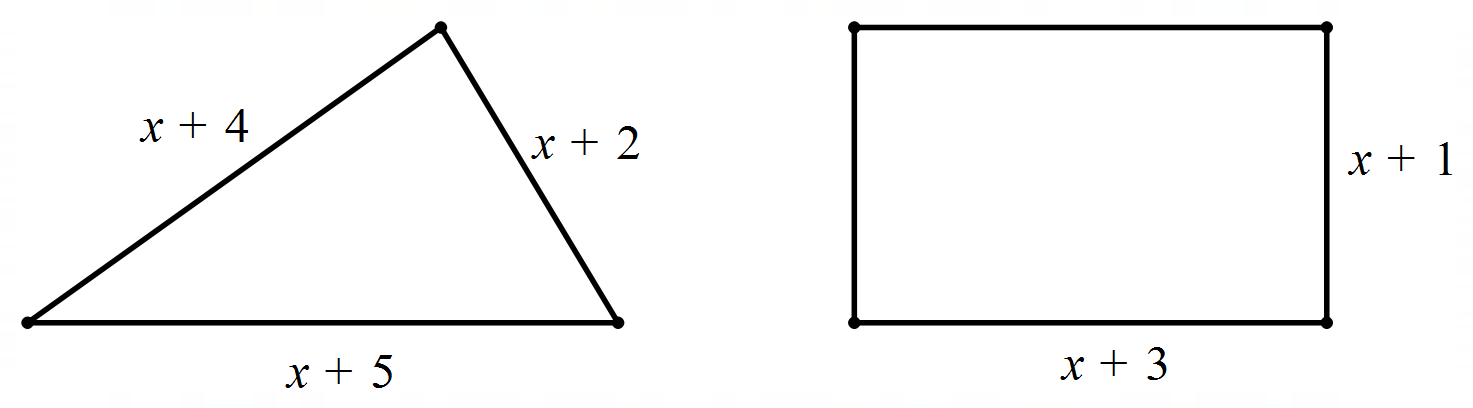 x + 4
x + 2
x + 5
x + 1
x + 3